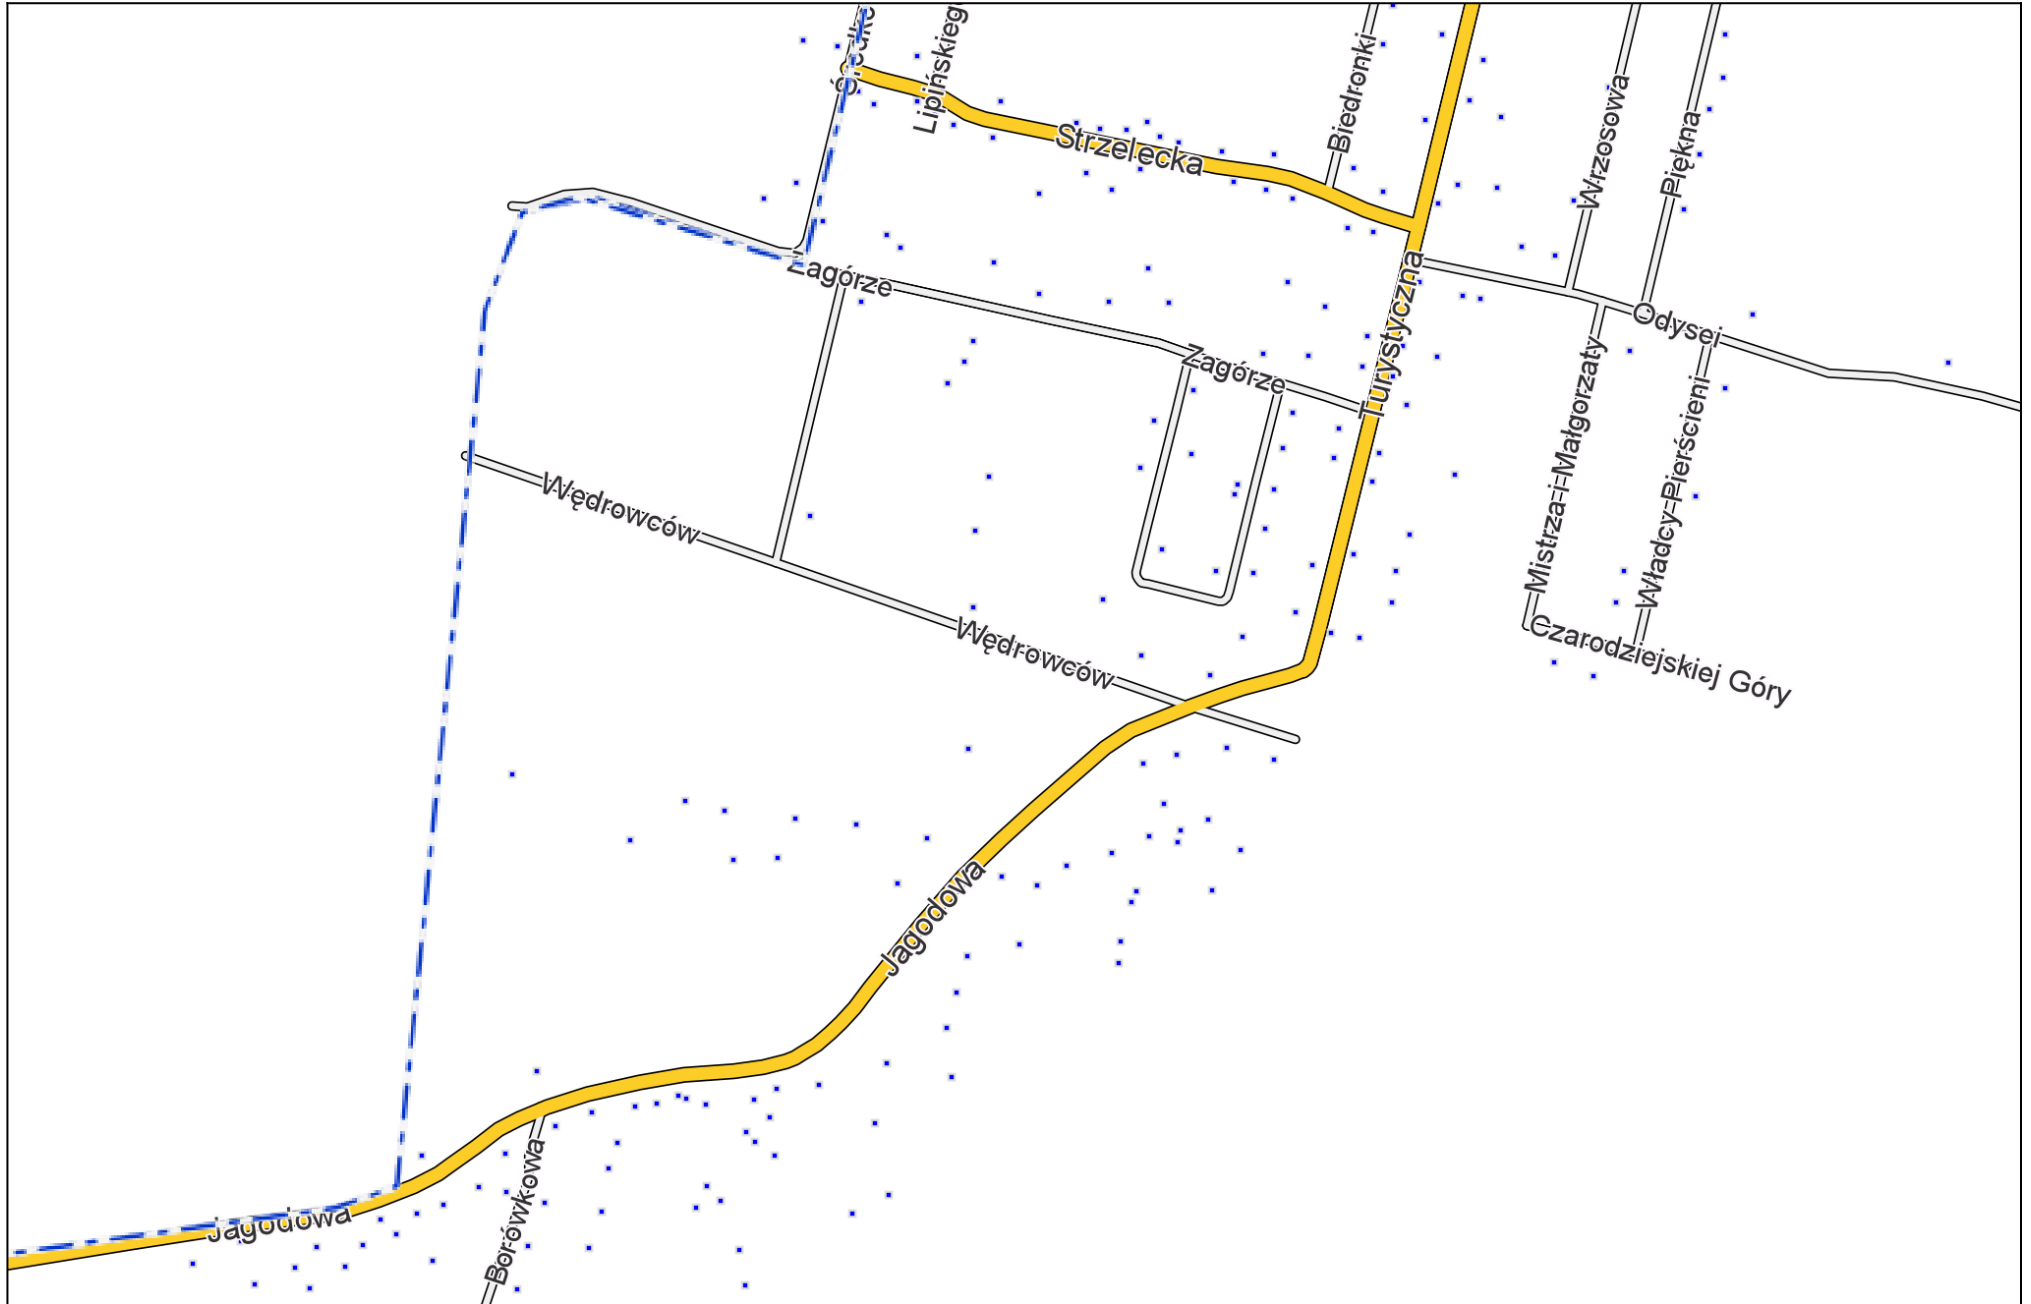 Lipińskieg
Biedronki
Strzelecka
Wrzosowa
Piękna
Zagórze
Turystyczna
Odysei
Zagórze
Mistrza i Małgorzaty
Władcy Pierścieni
Wędrowców
Wędrowców
Czarodziejskiej Góry
Jagodowa
Jagodowa
Borówkowa